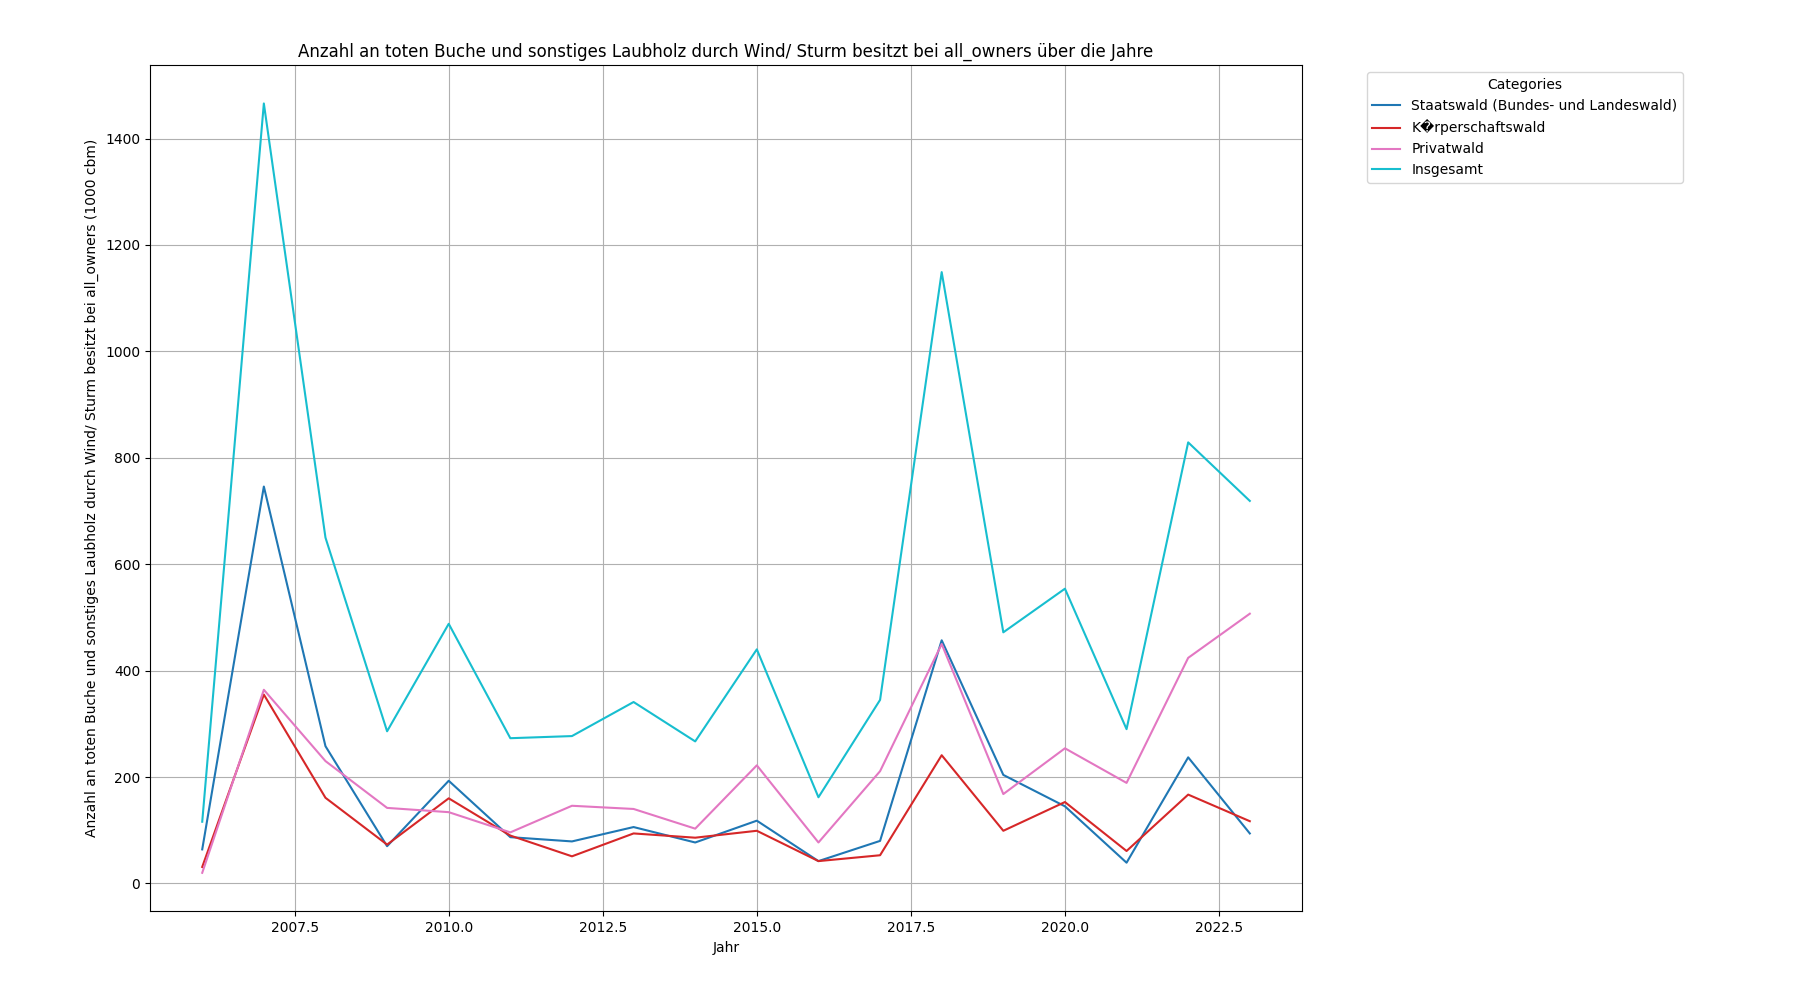 Anzahl an toten Buche und sonstiges Laubholz durch Wind/ Sturm besitzt bei all_owners über die Jahre
Anzahl an toten Buche und sonstiges Laubholz durch Wind/ Sturm besitzt bei all_owners (1000 cbm)
1400
1200
1000
800
600
400
200
0
2007.5
2010.0
2012.5
2015.0
2017.5
2020.0
2022.5
Jahr
Categories
Staatswald (Bundes- und Landeswald)
K�rperschaftswald
Privatwald
Insgesamt